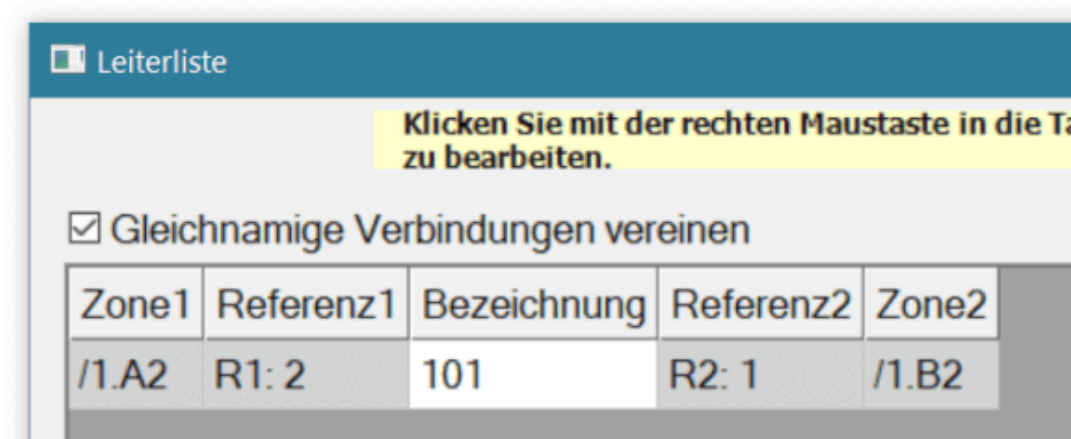 Leiterliste
Klicken Sie mit der rechten Maustaste in die
zu bearbeiten.
Gleichnamige Verbindungen vereinen
Zone1 Referenz1 Bezeichnung Referenz2 Zone2
/1.A2 R1: 2 101 R2: 1 /1.B2